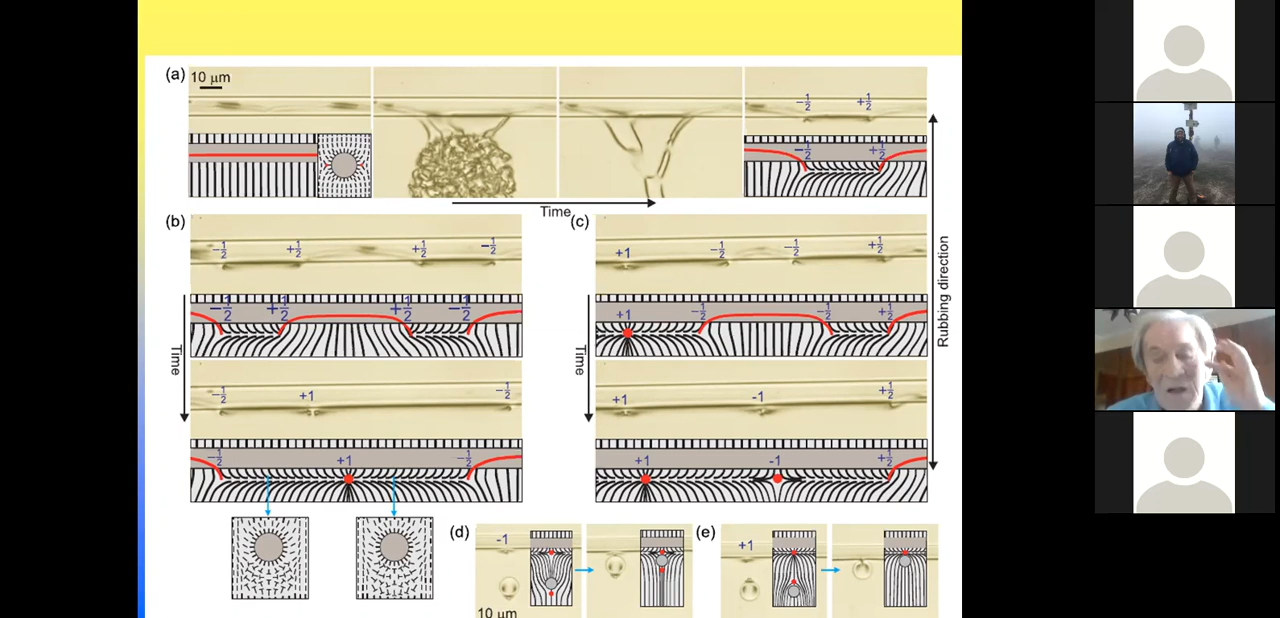 (a)
10 μm
-1/2 +1/2
-1/2 +1/2
Time
(b)
-1/2 +1/2 +1/2 -1/2
-1/2 +1/2 +1/2 -1/2
Time
-1/2 +1 -1/2
-1/2 +1 -1/2
(c)
+1 -1/2 -1/2 +1/2
+1 -1/2 -1/2 +1/2
Time
+1 -1 +1/2
+1 -1 +1/2
Rubbing direction
(d)
-1
10 μm
(e)
+1